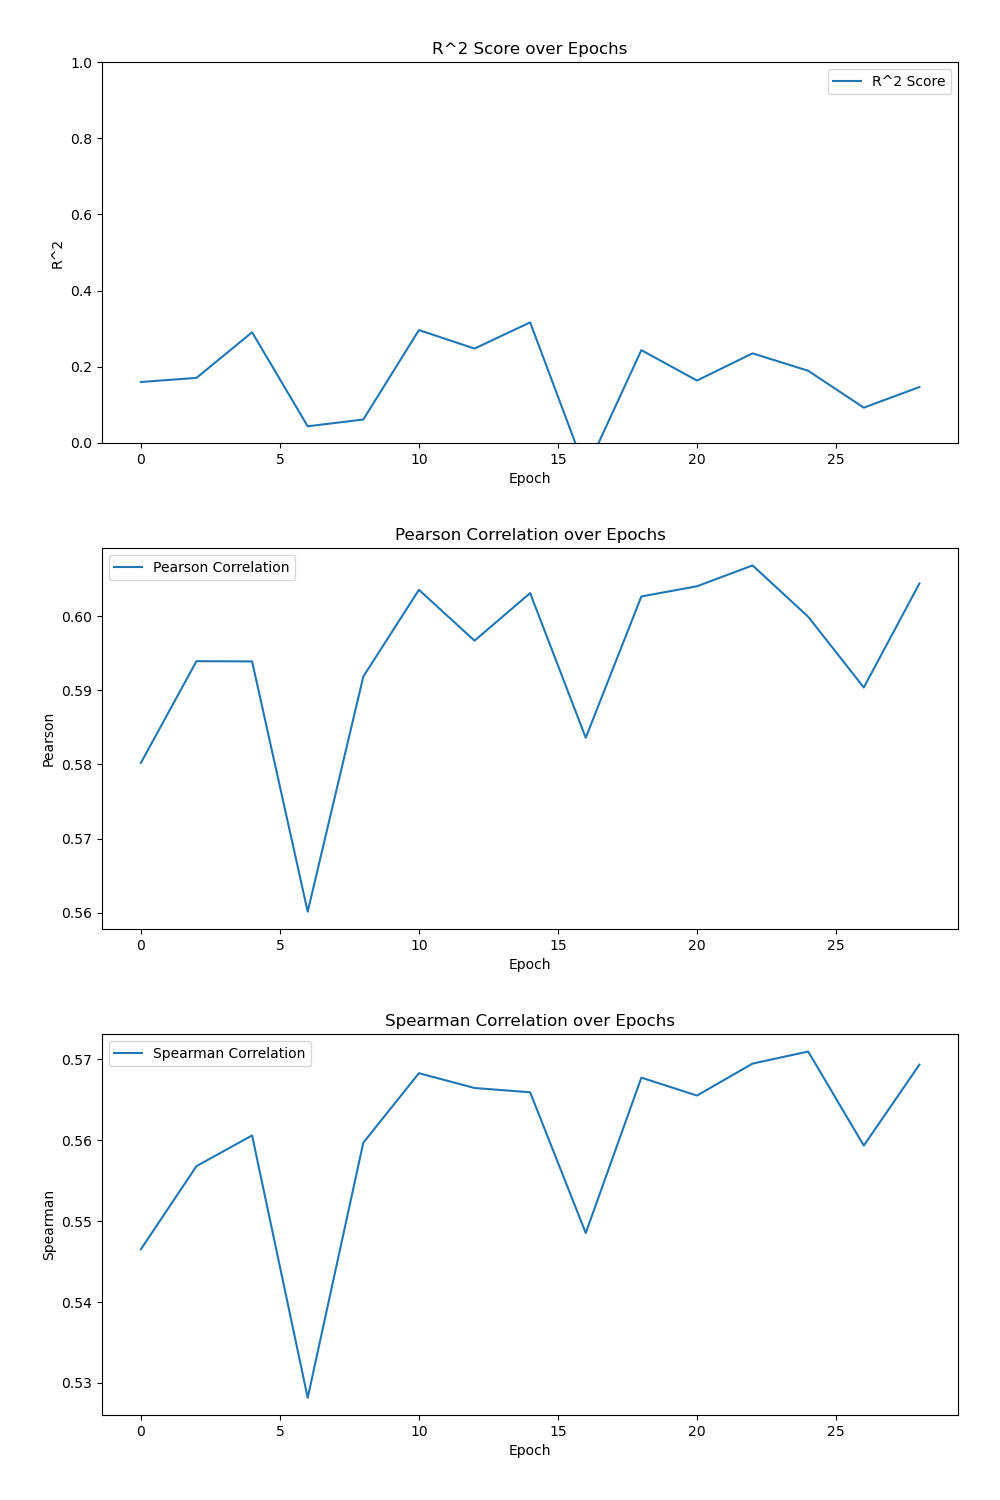 R^2 Score over Epochs
1.0
R^2 Score
0.8
0.6
R^2
0.4
0.2
0.0
0 5 10 15 20 25
Epoch
Pearson Correlation over Epochs
Pearson Correlation
0.60
0.59
Pearson
0.58
0.57
0.56
0 5 10 15 20 25
Epoch
Spearman Correlation over Epochs
Spearman Correlation
0.57
0.56
Spearman
0.55
0.54
0.53
0 5 10 15 20 25
Epoch